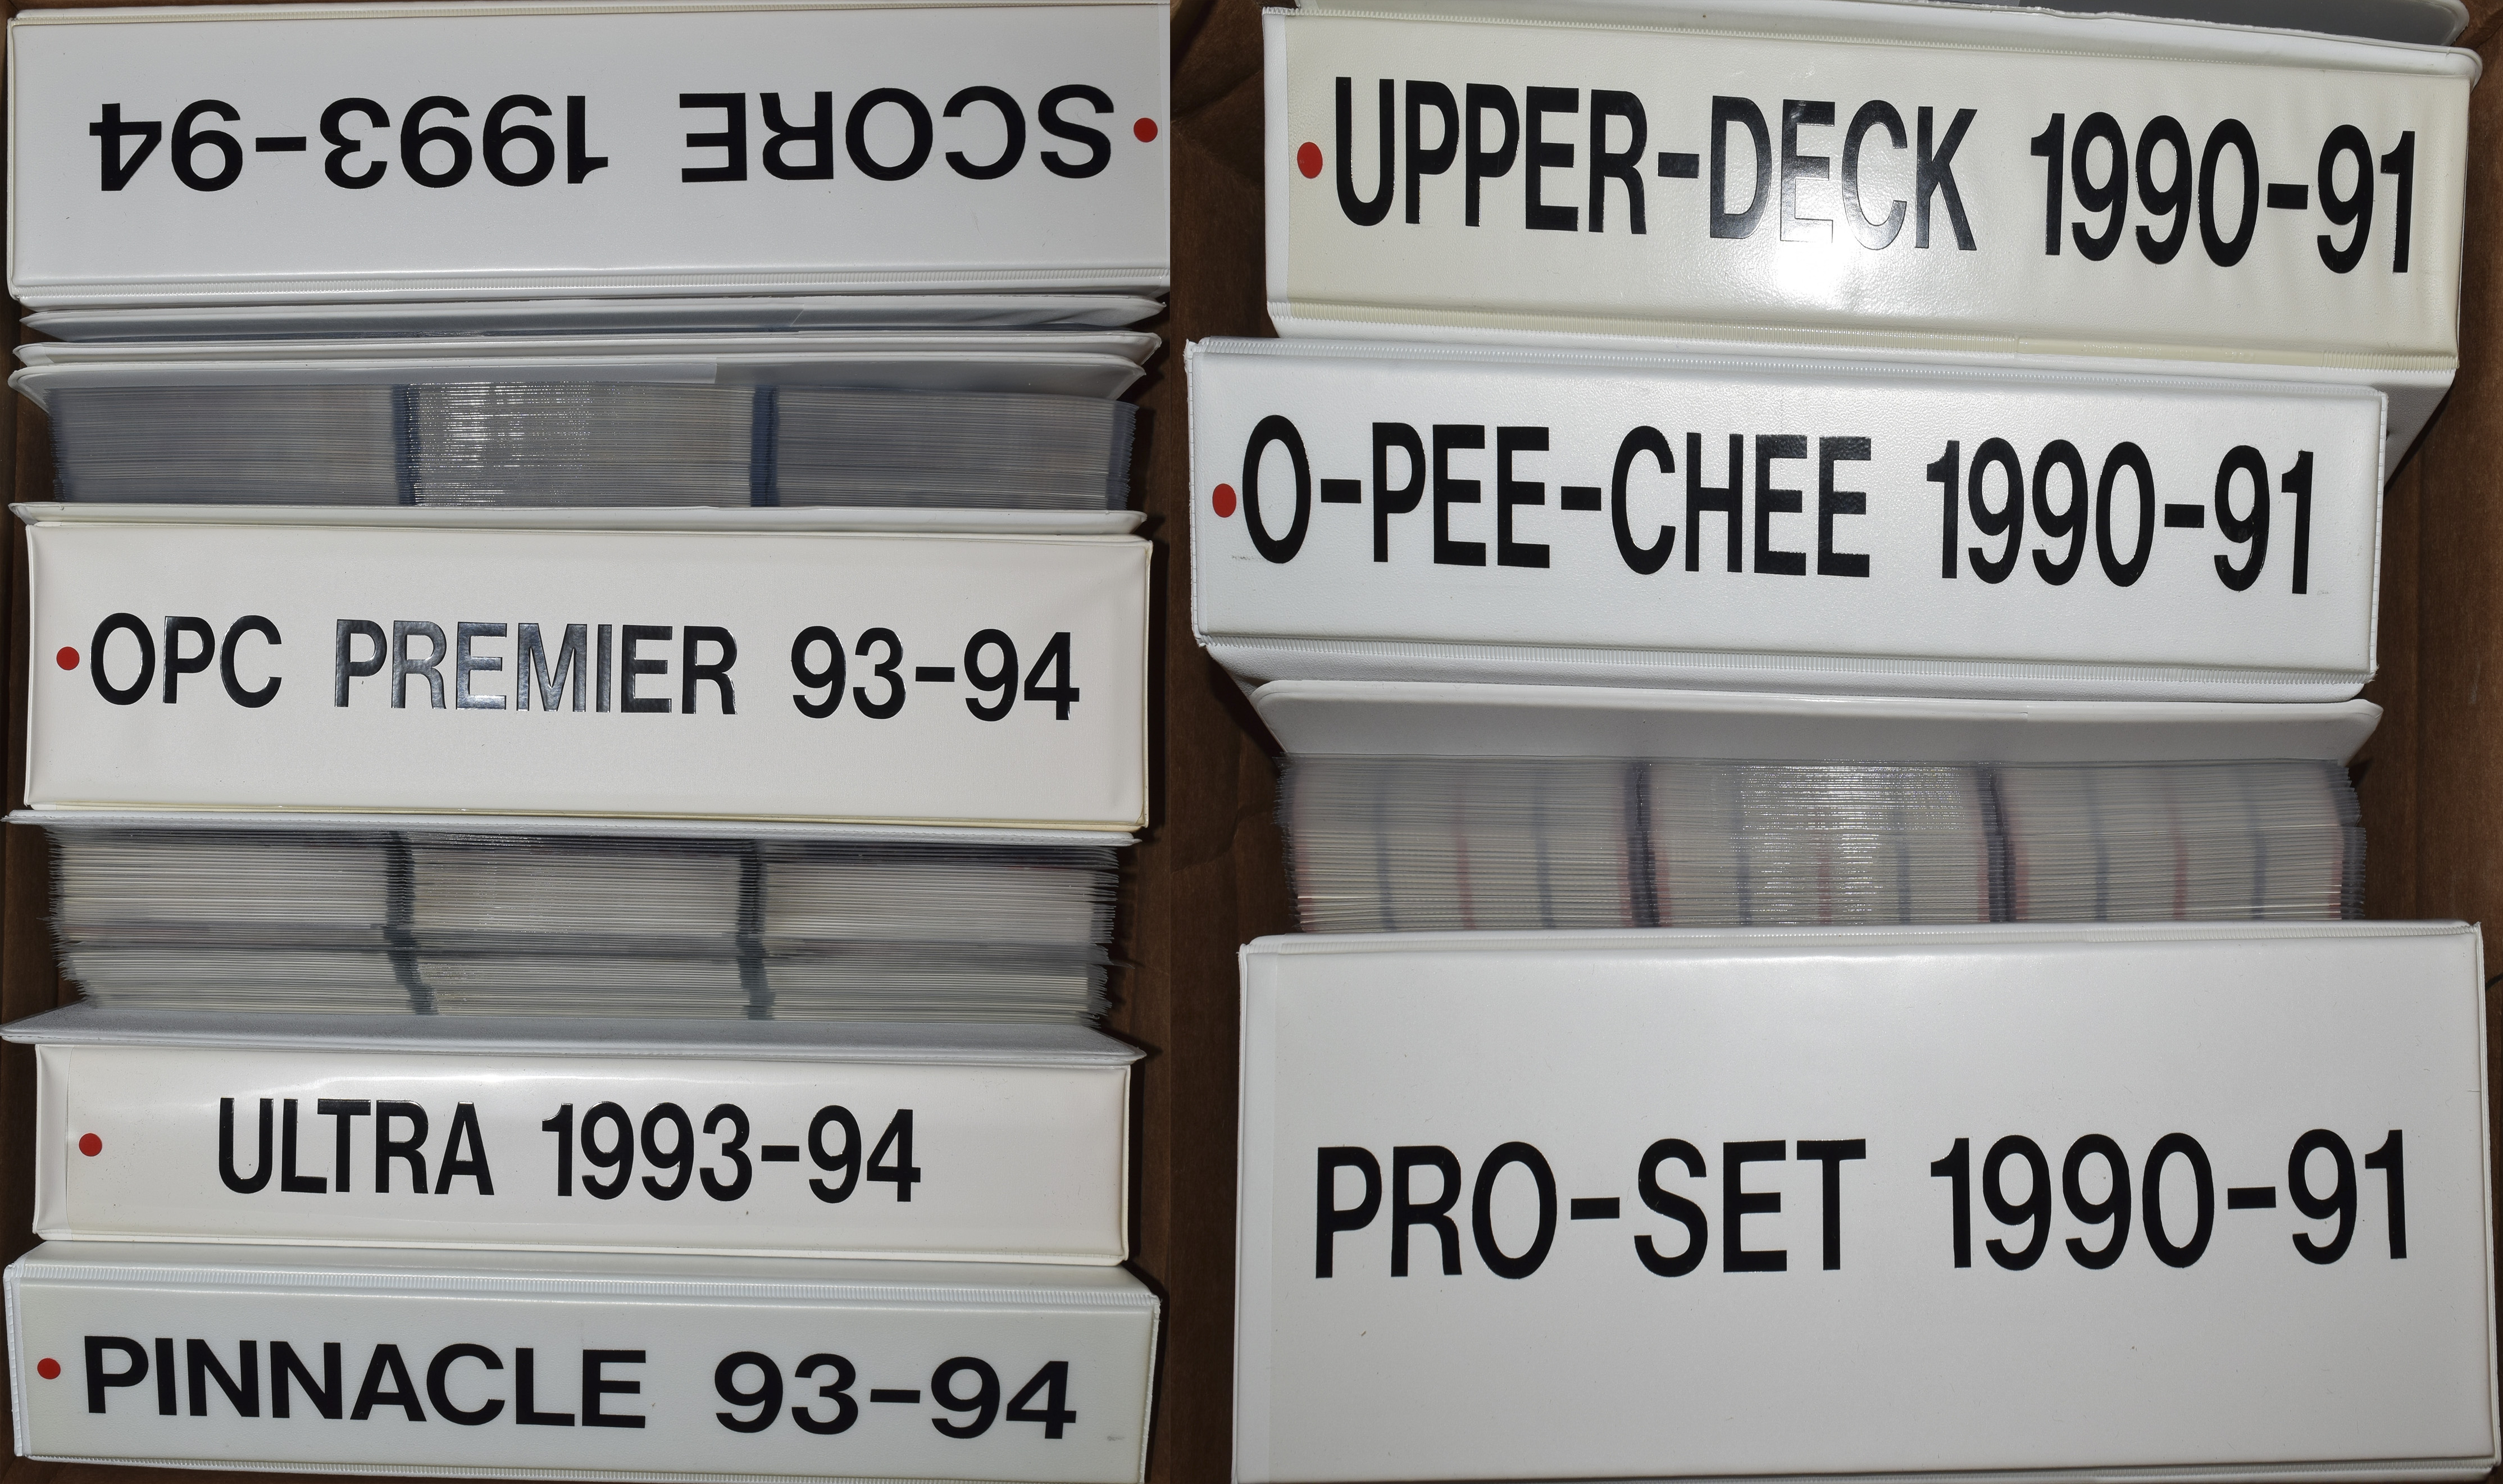 SCORE 1993-94
OPC PREMIER 93-94
ULTRA 1993-94
PINNACLE 93-94
UPPER-DECK 1990-91
O-PEE-CHEE 1990-91
PRO-SET 1990-91